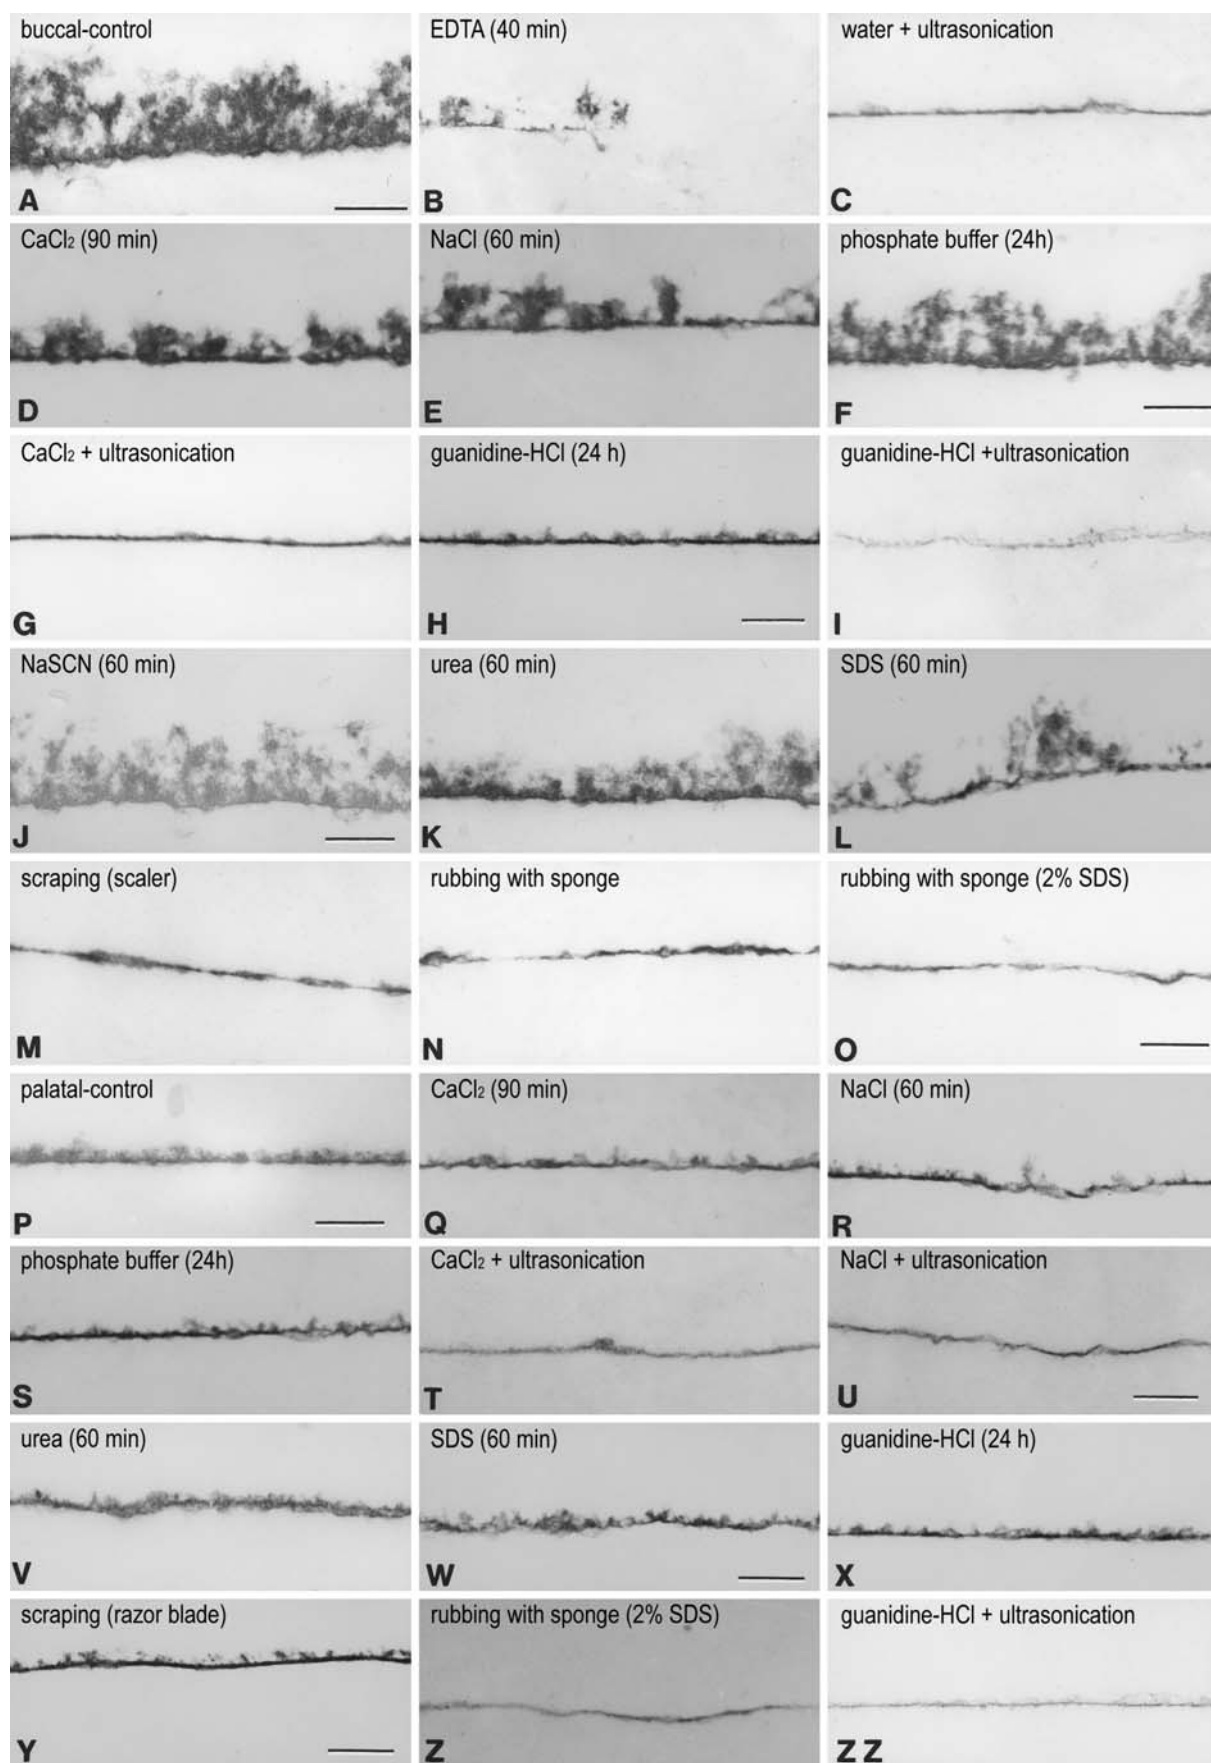 buccal-control
A
EDTA (40 min)
B
water + ultrasonication
C
CaCl₂ (90 min)
D
NaCl (60 min)
E
phosphate buffer (24h)
F
CaCl₂ + ultrasonication
G
guanidine-HCl (24 h)
H
guanidine-HCl +ultrasonication
I
NaSCN (60 min)
J
urea (60 min)
K
SDS (60 min)
L
scraping (scaler)
M
rubbing with sponge
N
rubbing with sponge (2% SDS)
O
palatal-control
P
CaCl₂ (90 min)
Q
NaCl (60 min)
R
phosphate buffer (24h)
S
CaCl₂ + ultrasonication
T
NaCl + ultrasonication
U
urea (60 min)
V
SDS (60 min)
W
guanidine-HCl (24 h)
X
scraping (razor blade)
Y
rubbing with sponge (2% SDS)
Z
guanidine-HCl + ultrasonication
Z Z